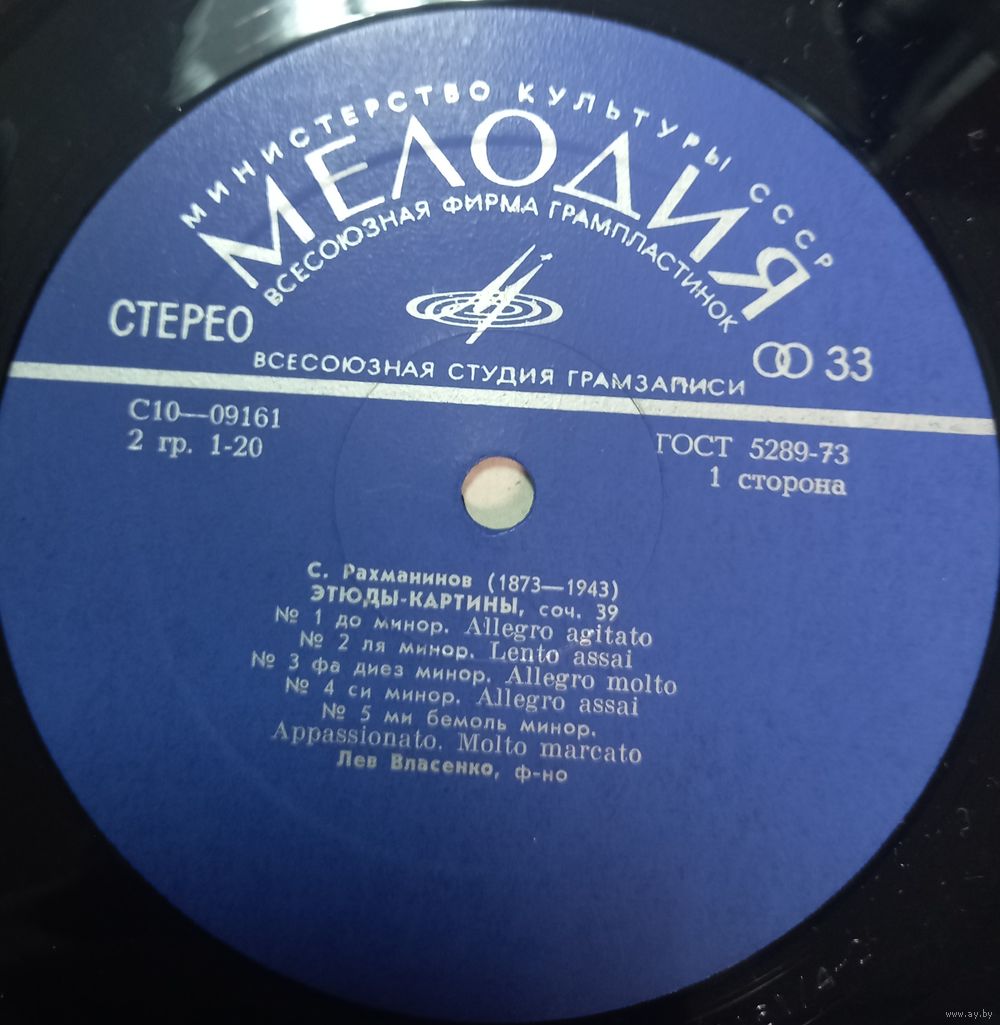 МИНИСТЕРСТВО КУЛЬТУРЫ СССР
МЕЛОДИЯ
ВСЕСОЮЗНАЯ ФИРМА ГРАМПЛАСТИНОК
СТЕРЕО
33
ВСЕСОЮЗНАЯ СТУДИЯ ГРАМЗАПИСИ
С10—09161
2 гр. 1-20
ГОСТ 5289-73
1 сторона
С. Рахманинов (1873—1943)
ЭТЮДЫ-КАРТИНЫ, соч. 39
№ 1 до минор. Allegro agitato
№ 2 ля минор. Lento assai
№ 3 фа диез минор. Allegro molto
№ 4 си минор. Allegro assai
№ 5 ми бемоль минор.
Appassionato. Molto marcato
Лев Власенко, ф-но
www.ay.by